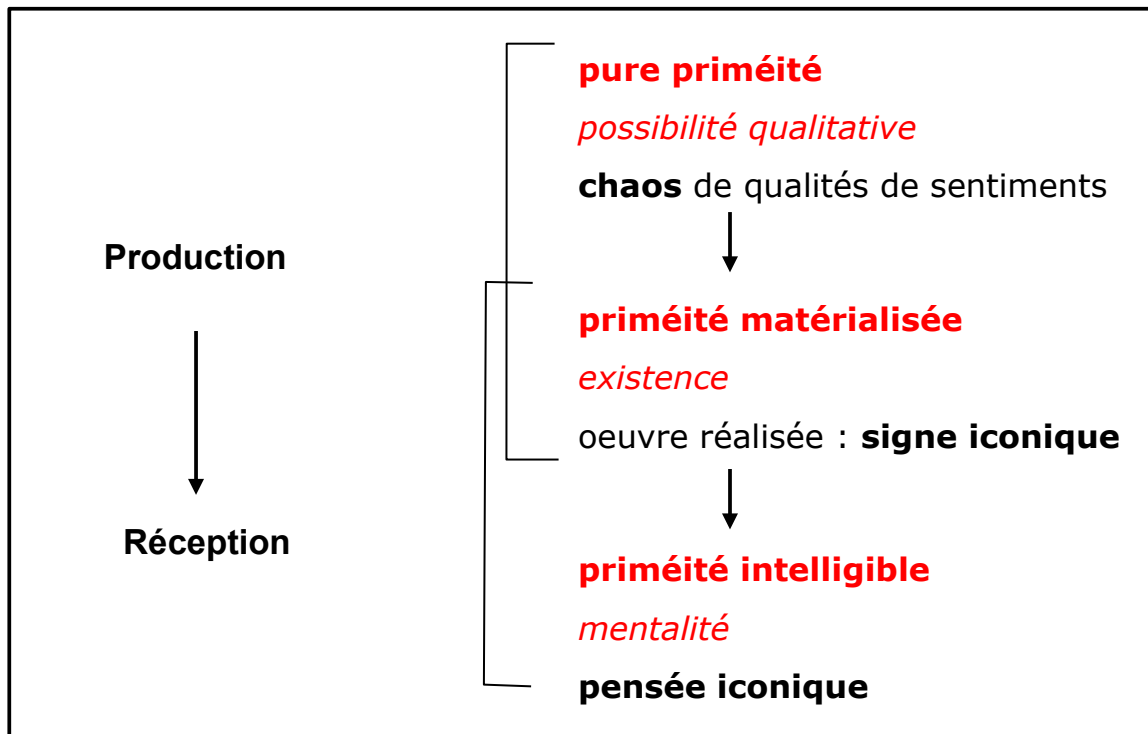 pure priméité
possibilité qualitative
chaos de qualités de sentiments
Production
priméité matérialisée
existence
oeuvre réalisée : signe iconique
Réception
priméité intelligible
mentalité
pensée iconique